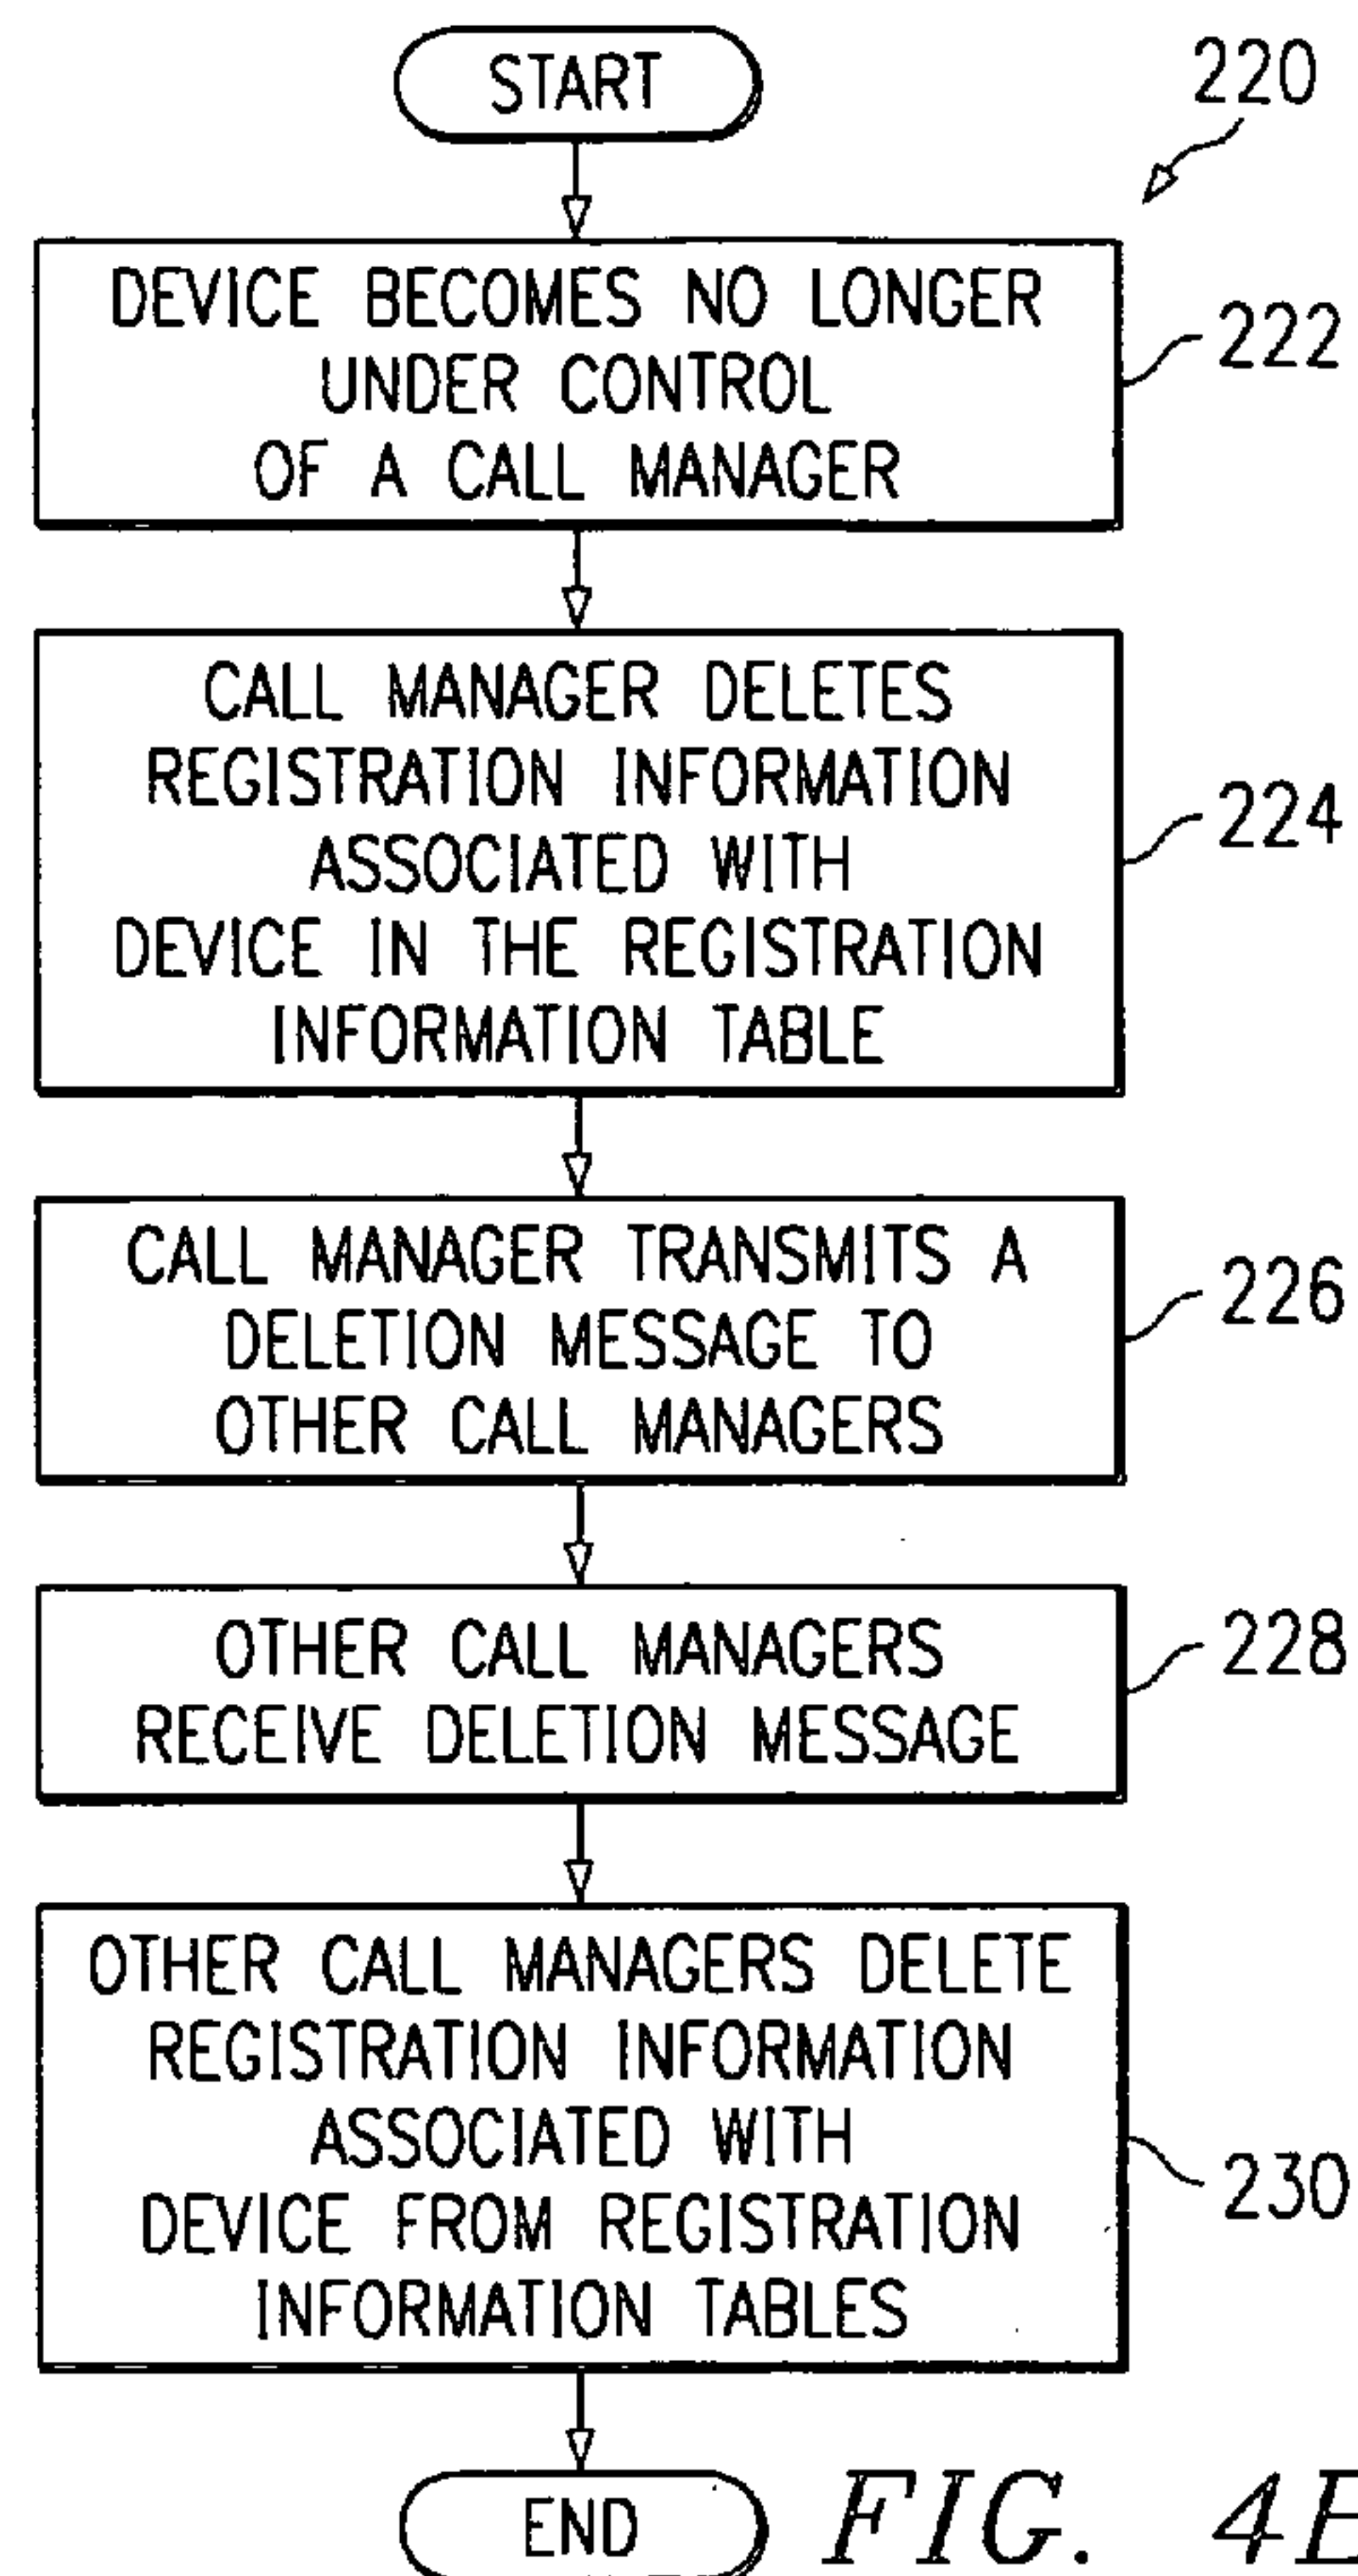 START
220
DEVICE BECOMES NO LONGER
UNDER CONTROL
OF A CALL MANAGER
222
CALL MANAGER DELETES
REGISTRATION INFORMATION
ASSOCIATED WITH
DEVICE IN THE REGISTRATION
INFORMATION TABLE
224
CALL MANAGER TRANSMITS A
DELETION MESSAGE TO
OTHER CALL MANAGERS
226
OTHER CALL MANAGERS
RECEIVE DELETION MESSAGE
228
OTHER CALL MANAGERS DELETE
REGISTRATION INFORMATION
ASSOCIATED WITH
DEVICE FROM REGISTRATION
INFORMATION TABLES
230
END
FIG.